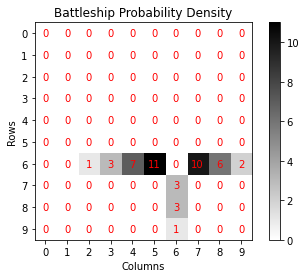 Battleship Probability Density
0 0 0 0 0 0 0 0 0 0 0
1 0 0 0 0 0 0 0 0 0 0
2 0 0 0 0 0 0 0 0 0 0
3 0 0 0 0 0 0 0 0 0 0
4 0 0 0 0 0 0 0 0 0 0
5 0 0 0 0 0 0 0 0 0 0
6 0 0 1 3 7 11 0 10 6 2
7 0 0 0 0 0 0 3 0 0 0
8 0 0 0 0 0 0 3 0 0 0
9 0 0 0 0 0 0 1 0 0 0
0 1 2 3 4 5 6 7 8 9
Rows
Columns
10
8
6
4
2
0